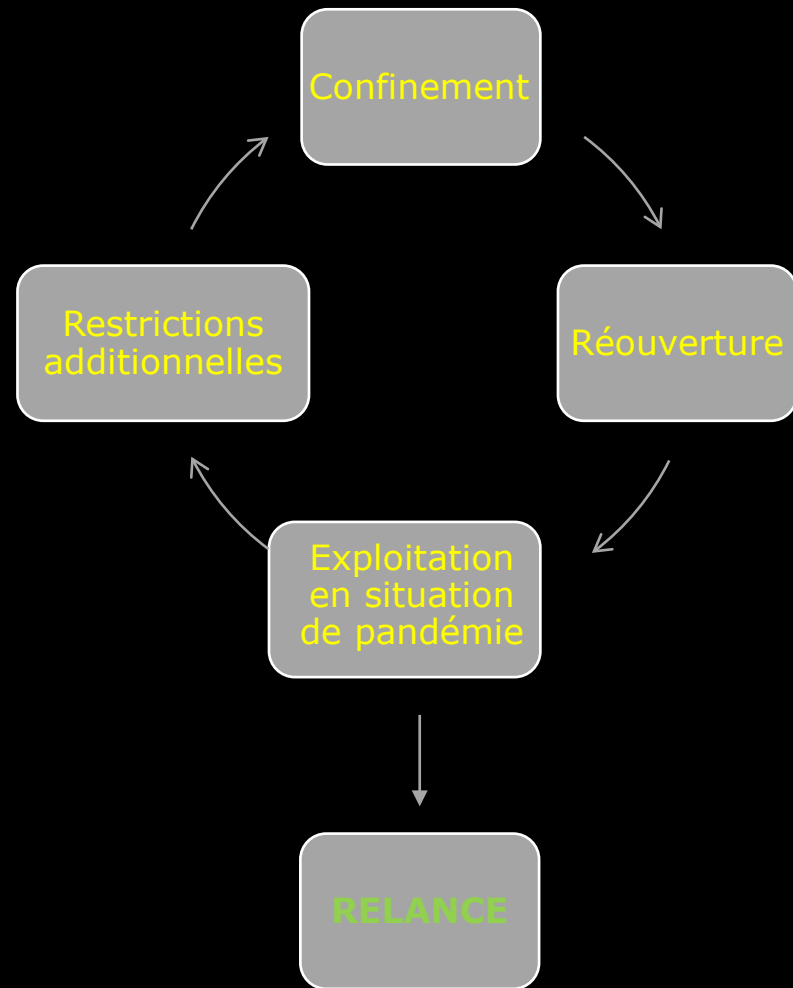 Confinement
Réouverture
Exploitation
en situation
de pandémie
Restrictions
additionnelles
RELANCE